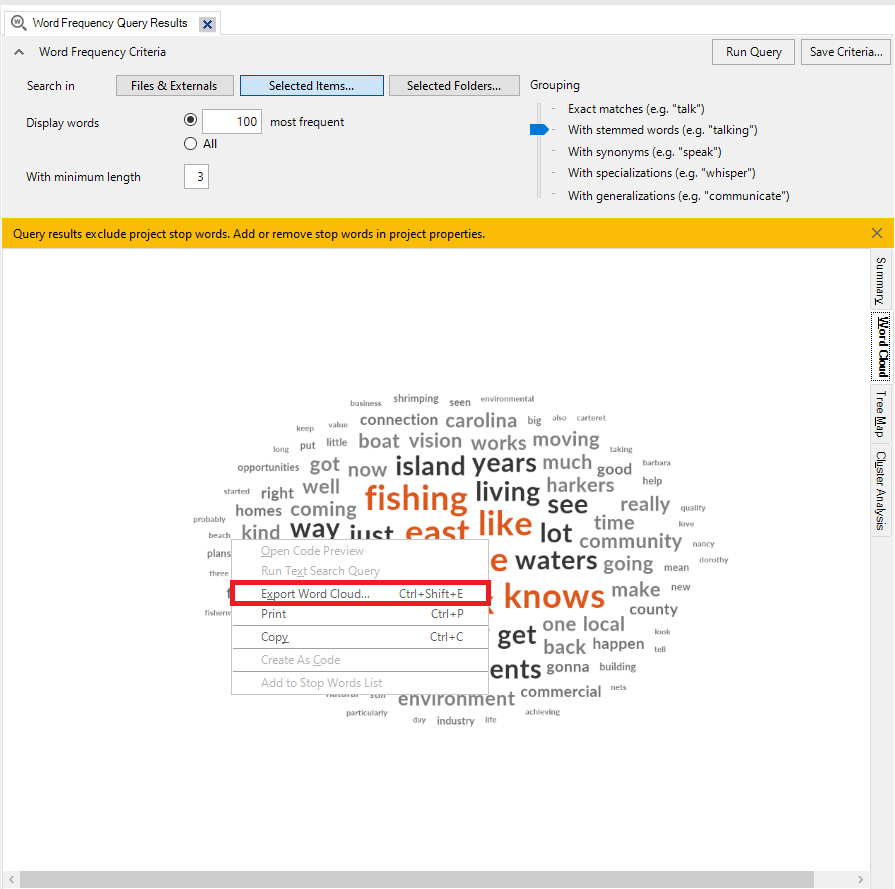 Word Frequency Query Results
Word Frequency Criteria
Run Query
Save Criteria...
Search in
Files & Externals
Selected Items...
Selected Folders...
Grouping
Display words
100 most frequent
All
With minimum length
3
Exact matches (e.g. "talk")
With stemmed words (e.g. "talking")
With synonyms (e.g. "speak")
With specializations (e.g. "whisper")
With generalizations (e.g. "communicate")
Query results exclude project stop words. Add or remove stop words in project properties.
Summary
Word Cloud
Tree Map
Cluster Analysis
business shrimping seen environmental
keep value connection carolina big also carteret
long put little boat vision works moving taking
opportunities got now island years much good barbara
started right well fishing living harkers help
homes coming see really quality
probably time love
beach kind way just east like lot community nancy
plans waters going mean dorothy
three knows make new
county
get one local look
back happen tell
gonna building
environment commercial nets
particularly day industry life achieving
Open Code Preview
Run Text Search Query
Export Word Cloud... Ctrl+Shift+E
Print Ctrl+P
Copy Ctrl+C
Create As Code
Add to Stop Words List